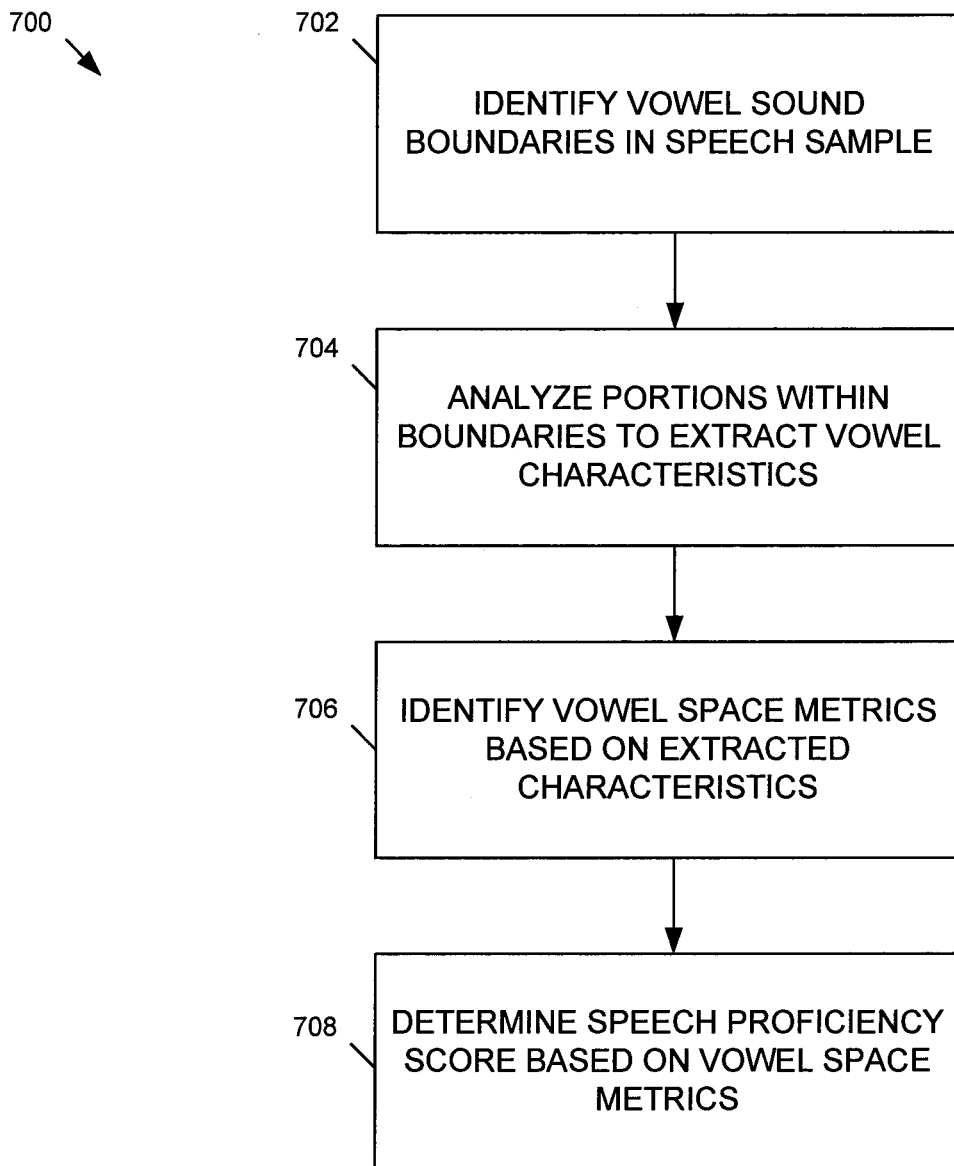 700
702
IDENTIFY VOWEL SOUND
BOUNDARIES IN SPEECH SAMPLE
704
ANALYZE PORTIONS WITHIN
BOUNDARIES TO EXTRACT VOWEL
CHARACTERISTICS
706
IDENTIFY VOWEL SPACE METRICS
BASED ON EXTRACTED
CHARACTERISTICS
708
DETERMINE SPEECH PROFICIENCY
SCORE BASED ON VOWEL SPACE
METRICS